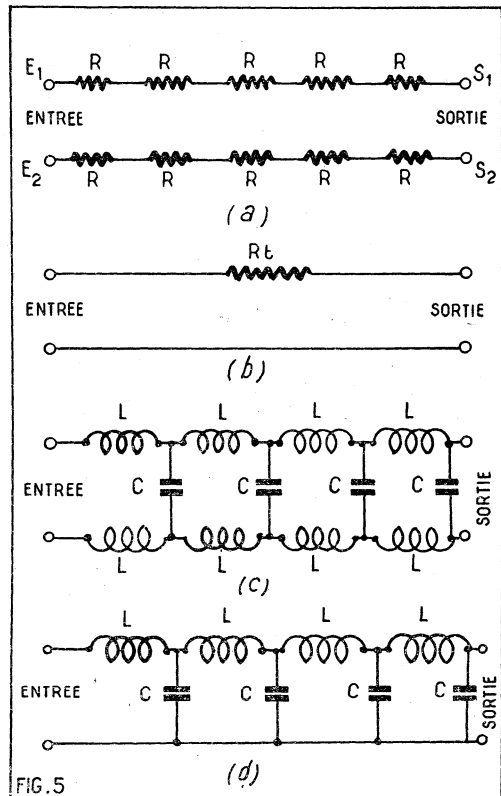 R R R R R
E1 S1
ENTREE SORTIE
E2 S2
R R R R R
(a)
Rt
ENTREE SORTIE
(b)
L L L L
ENTREE C C C C SORTIE
L L L L
(c)
L L L L
ENTREE C C C C SORTIE
(d)
FIG.5